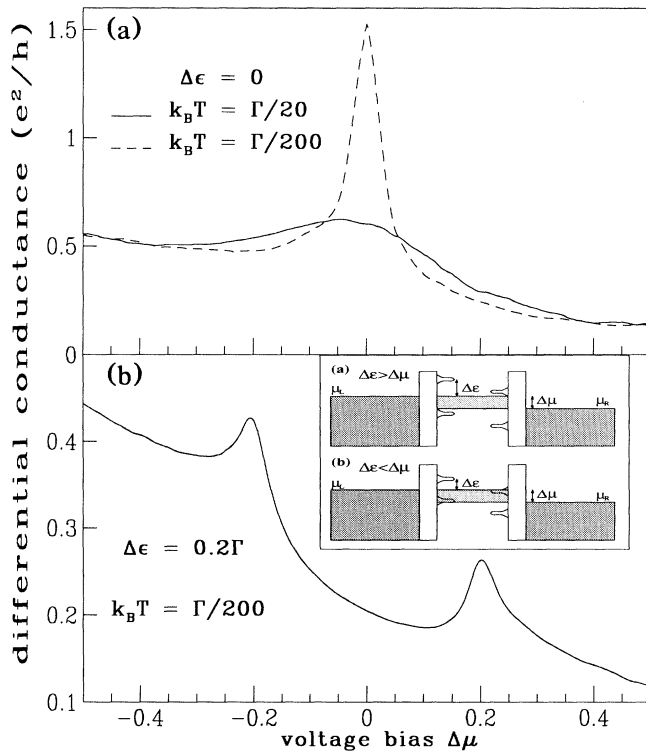 (a)
Δϵ = 0
k_BT = Γ/20
k_BT = Γ/200
1.5
1
0.5
0
differential conductance (e²/h)
(b)
Δϵ = 0.2Γ
k_BT = Γ/200
0.4
0.3
0.2
0.1
(a)
Δϵ>Δμ
μ_L
Δϵ
Δμ
μ_R
(b)
Δϵ<Δμ
μ_L
Δϵ
Δμ
μ_R
−0.4
−0.2
0
0.2
0.4
voltage bias Δμ